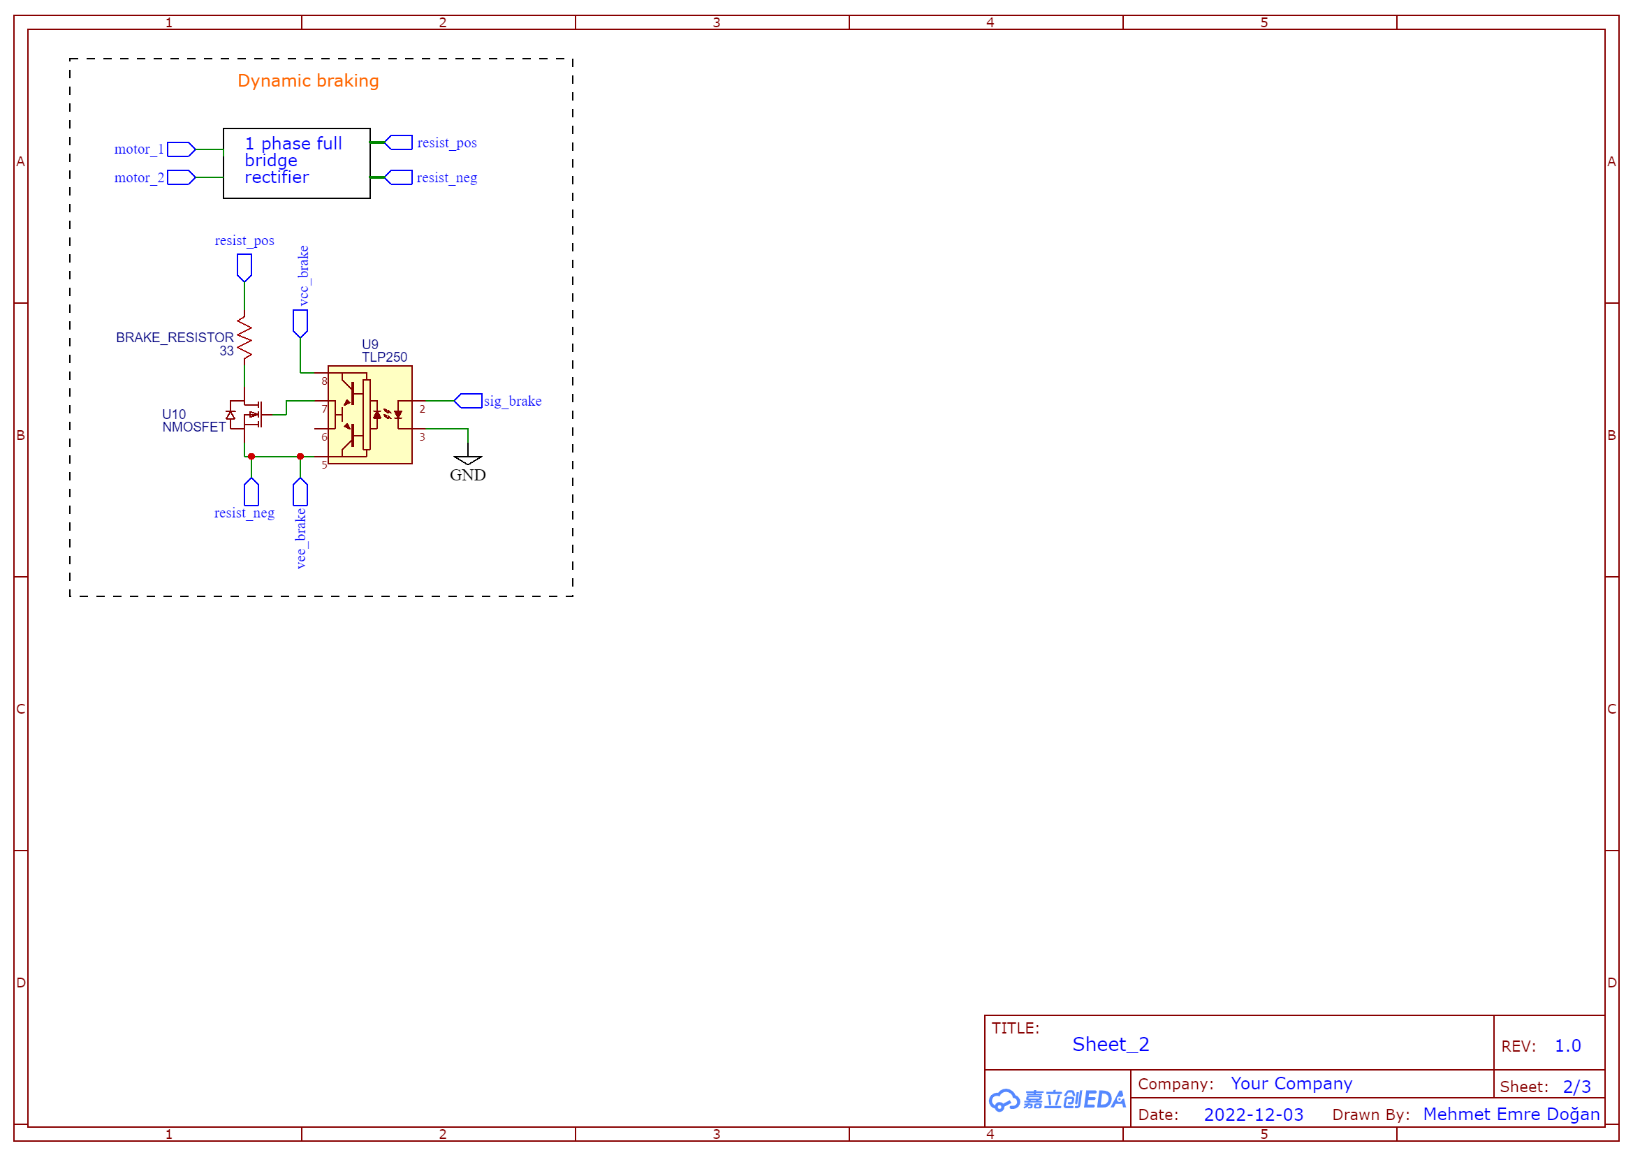 1 2 3 4 5
Dynamic braking
motor_1
motor_2
1 phase full
bridge
rectifier
resist_pos
resist_neg
A A
resist_pos
vcc_brake
BRAKE_RESISTOR
33
U9
TLP250
8
7
6
5
2
3
sig_brake
U10
NMOSFET
GND
B B
resist_neg
vee_brake
C C
D D
TITLE:
Sheet_2
REV: 1.0
嘉立创EDA
Company: Your Company
Sheet: 2/3
Date: 2022-12-03 Drawn By: Mehmet Emre Doğan
1 2 3 4 5